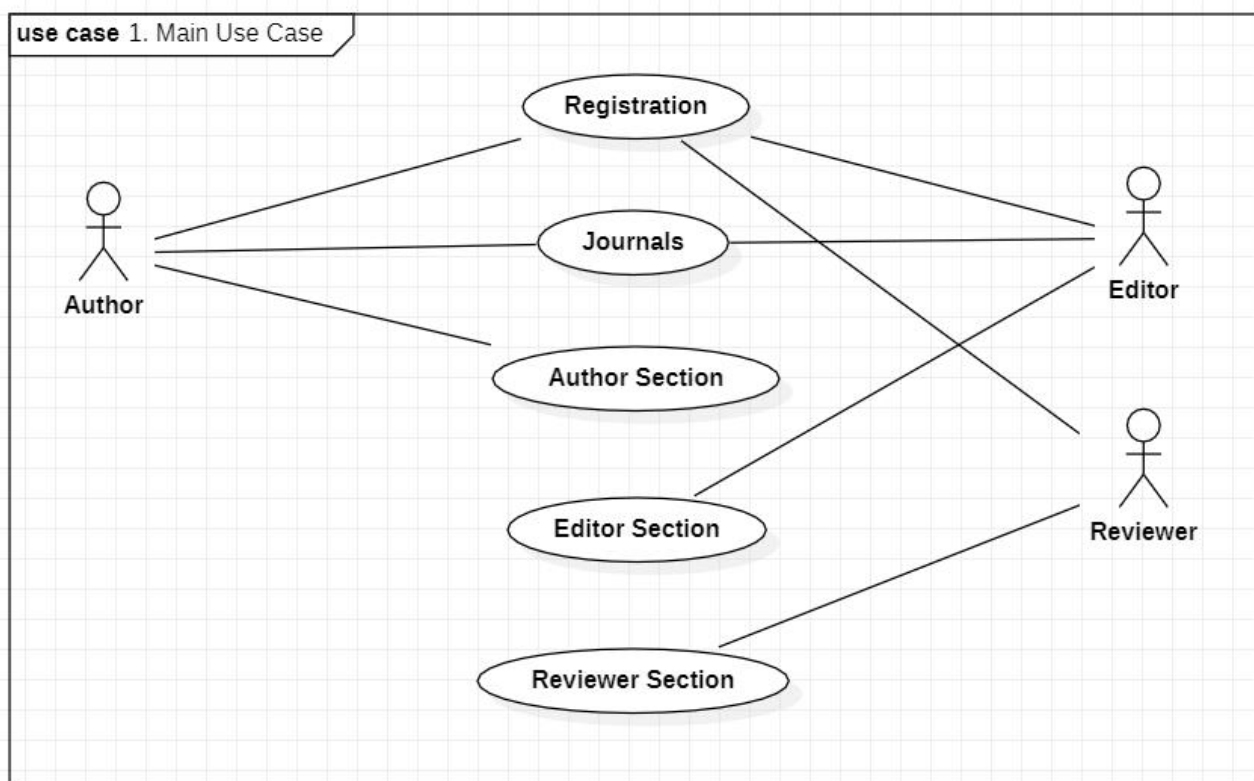 use case 1. Main Use Case
Registration
Journals
Author
Editor
Author Section
Editor Section
Reviewer
Reviewer Section